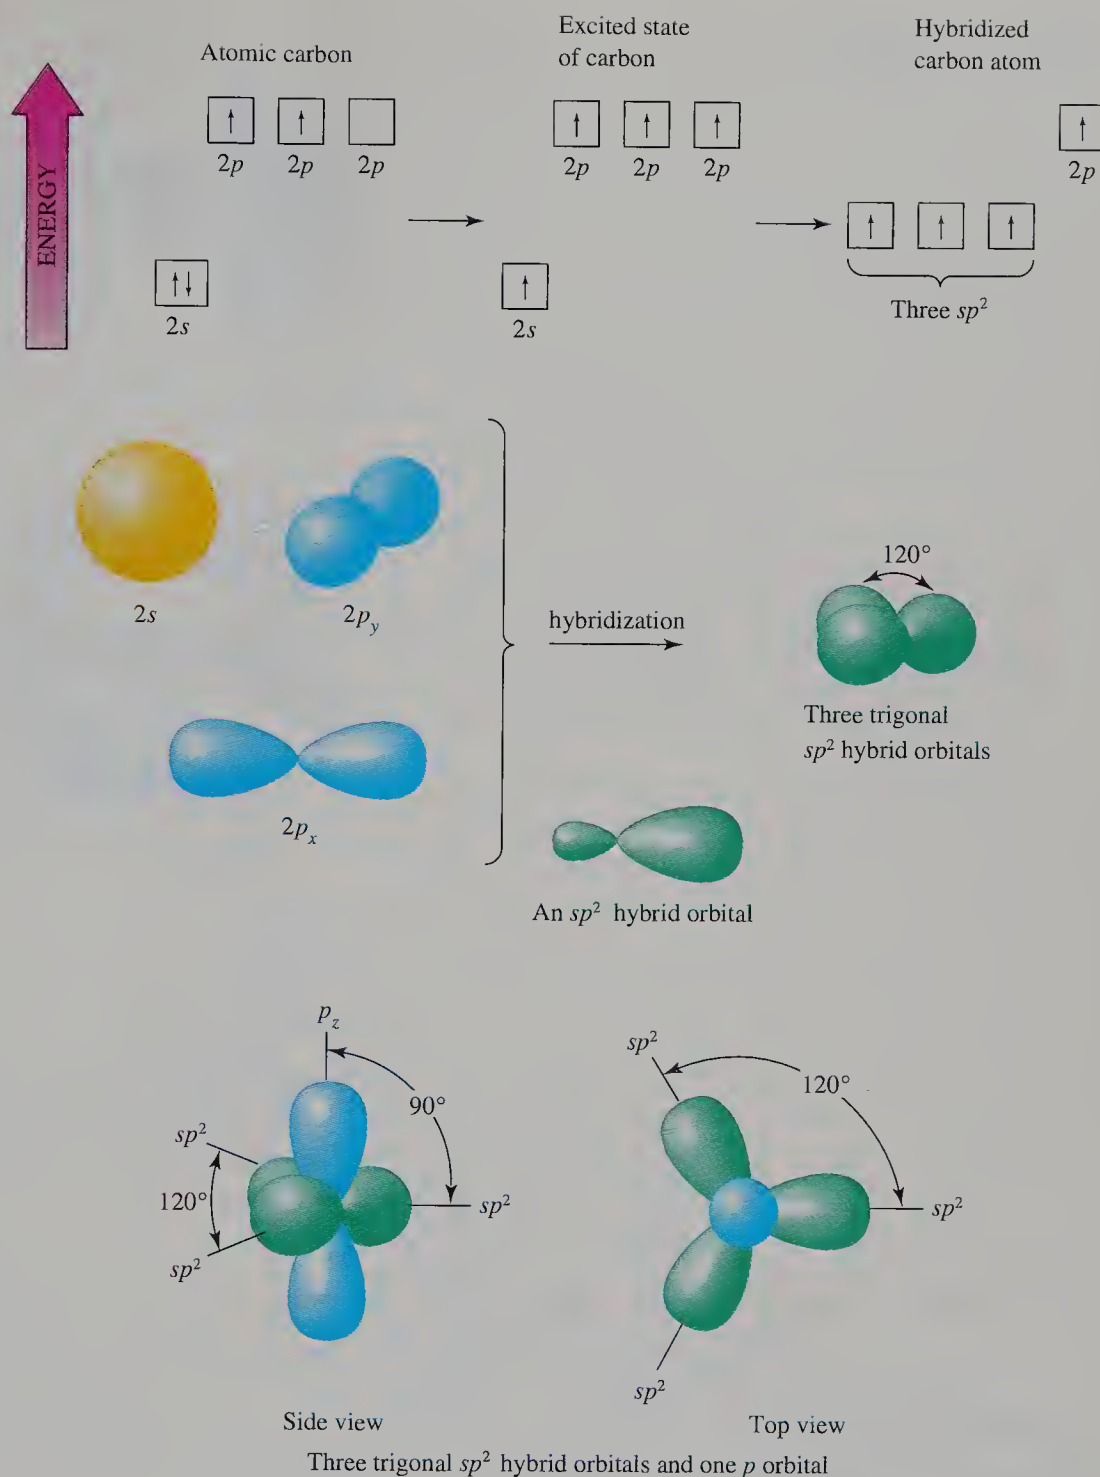 Atomic carbon
Excited state
of carbon
Hybridized
carbon atom
ENERGY
↑ ↑
2p 2p 2p
↑↓
2s
↑ ↑ ↑
2p 2p 2p
↑
2s
↑
2p
↑ ↑ ↑
Three sp²
2s
2p_y
2p_x
hybridization
120°
Three trigonal
sp² hybrid orbitals
An sp² hybrid orbital
p_z
90°
sp²
120°
sp²
sp²
Side view
sp²
120°
sp²
sp²
Top view
Three trigonal sp² hybrid orbitals and one p orbital